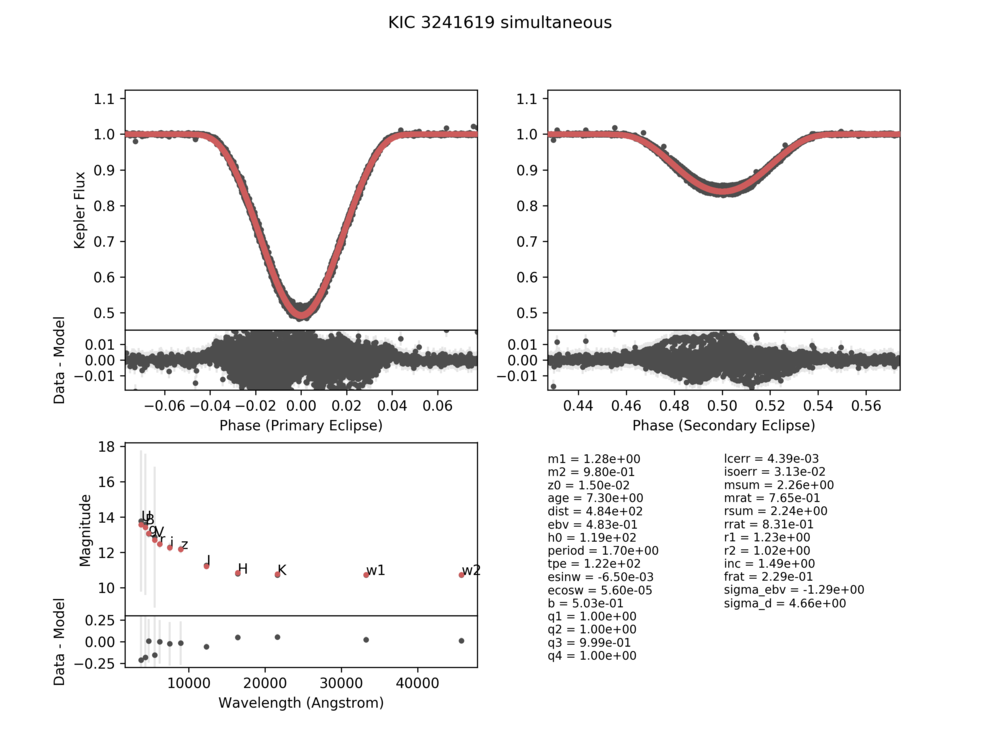 KIC 3241619 simultaneous
1.1
1.0
0.9
0.8
0.7
0.6
0.5
Kepler Flux
0.01
0.00
−0.01
Data - Model
−0.06 −0.04 −0.02 0.00 0.02 0.04 0.06
Phase (Primary Eclipse)
1.1
1.0
0.9
0.8
0.7
0.6
0.5
0.01
0.00
−0.01
0.44 0.46 0.48 0.50 0.52 0.54 0.56
Phase (Secondary Eclipse)
18
16
14
12
10
Magnitude
U
B
g
V
r
i
z
J
H
K
w1
w2
0.25
0.00
−0.25
Data - Model
10000 20000 30000 40000
Wavelength (Angstrom)
m1 = 1.28e+00
m2 = 9.80e-01
z0 = 1.50e-02
age = 7.30e+00
dist = 4.84e+02
ebv = 4.83e-01
h0 = 1.19e+02
period = 1.70e+00
tpe = 1.22e+02
esinw = -6.50e-03
ecosw = 5.60e-05
b = 5.03e-01
q1 = 1.00e+00
q2 = 1.00e+00
q3 = 9.99e-01
q4 = 1.00e+00
lcerr = 4.39e-03
isoerr = 3.13e-02
msum = 2.26e+00
mrat = 7.65e-01
rsum = 2.24e+00
rrat = 8.31e-01
r1 = 1.23e+00
r2 = 1.02e+00
inc = 1.49e+00
frat = 2.29e-01
sigma_ebv = -1.29e+00
sigma_d = 4.66e+00